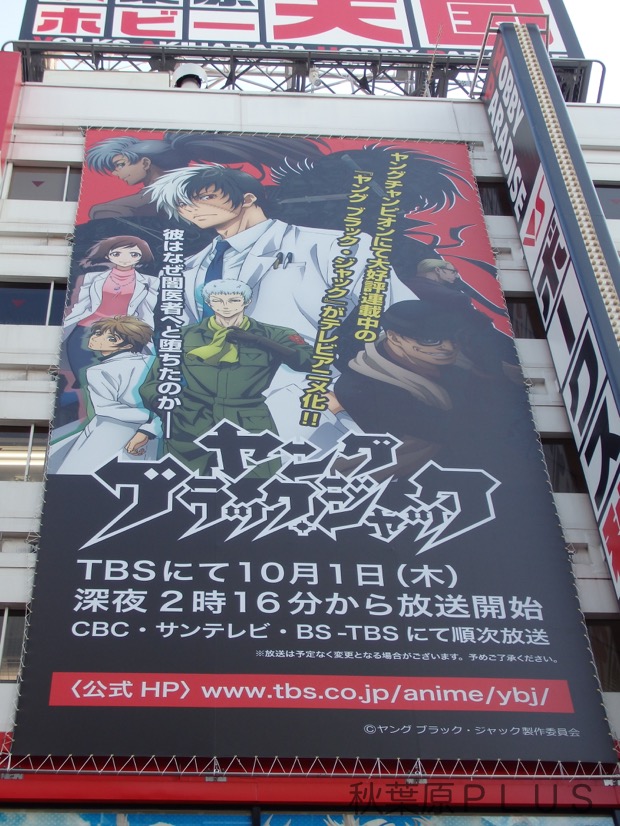 ホビー天国
HOBBY PARADISE
ヤングチャンピオンにて大好評連載中の
『ヤング ブラック・ジャック』がテレビアニメ化!!
彼はなぜ闇医者へと堕ちたのか―
ヤング
ブラック・ジャック
TBSにて10月1日（木）
深夜2時16分から放送開始
CBC・サンテレビ・BS-TBSにて順次放送
※放送は予定なく変更となる場合がございます。予めご了承ください。
〈公式HP〉www.tbs.co.jp/anime/ybj/
©ヤング ブラック・ジャック製作委員会
秋葉原PLUS